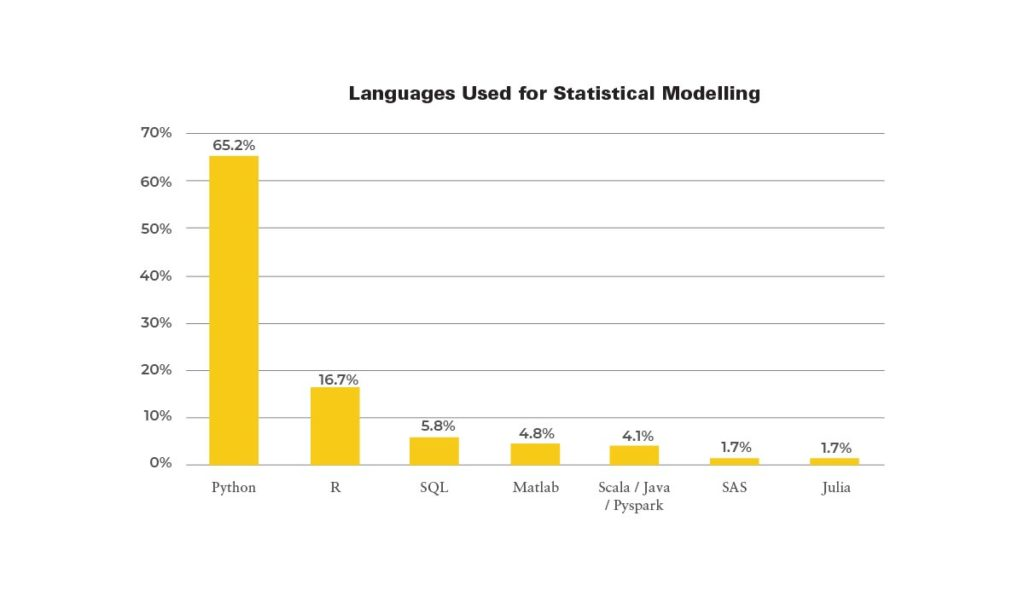 Languages Used for Statistical Modelling
70%
65.2%
60%
50%
40%
30%
20%
16.7%
10%
5.8%
4.8%
4.1%
1.7%
1.7%
0%
Python
R
SQL
Matlab
Scala / Java
/ Pyspark
SAS
Julia